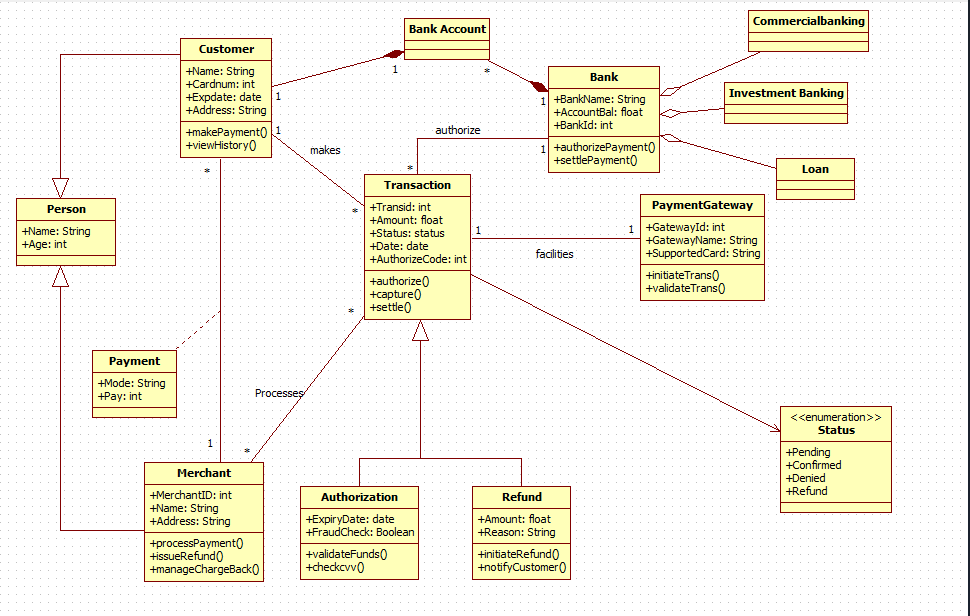 Customer
+Name: String
+Cardnum: int
+Expdate: date
+Address: String
+makePayment()
+viewHistory()
Bank Account
Commercialbanking
Bank
+BankName: String
+AccountBal: float
+BankId: int
+authorizePayment()
+settlePayment()
Investment Banking
Loan
1
1
*
1
1
authorize
1
*
makes
*
*
Person
+Name: String
+Age: int
Transaction
+Transid: int
+Amount: float
+Status: status
+Date: date
+AuthorizeCode: int
+authorize()
+capture()
+settle()
PaymentGateway
+GatewayId: int
+GatewayName: String
+SupportedCard: String
+initiateTrans()
+validateTrans()
1
1
facilities
*
Payment
+Mode: String
+Pay: int
Processes
1
*
<<enumeration>>
Status
+Pending
+Confirmed
+Denied
+Refund
Merchant
+MerchantID: int
+Name: String
+Address: String
+processPayment()
+issueRefund()
+manageChargeBack()
Authorization
+ExpiryDate: date
+FraudCheck: Boolean
+validateFunds()
+checkcvv()
Refund
+Amount: float
+Reason: String
+initiateRefund()
+notifyCustomer()